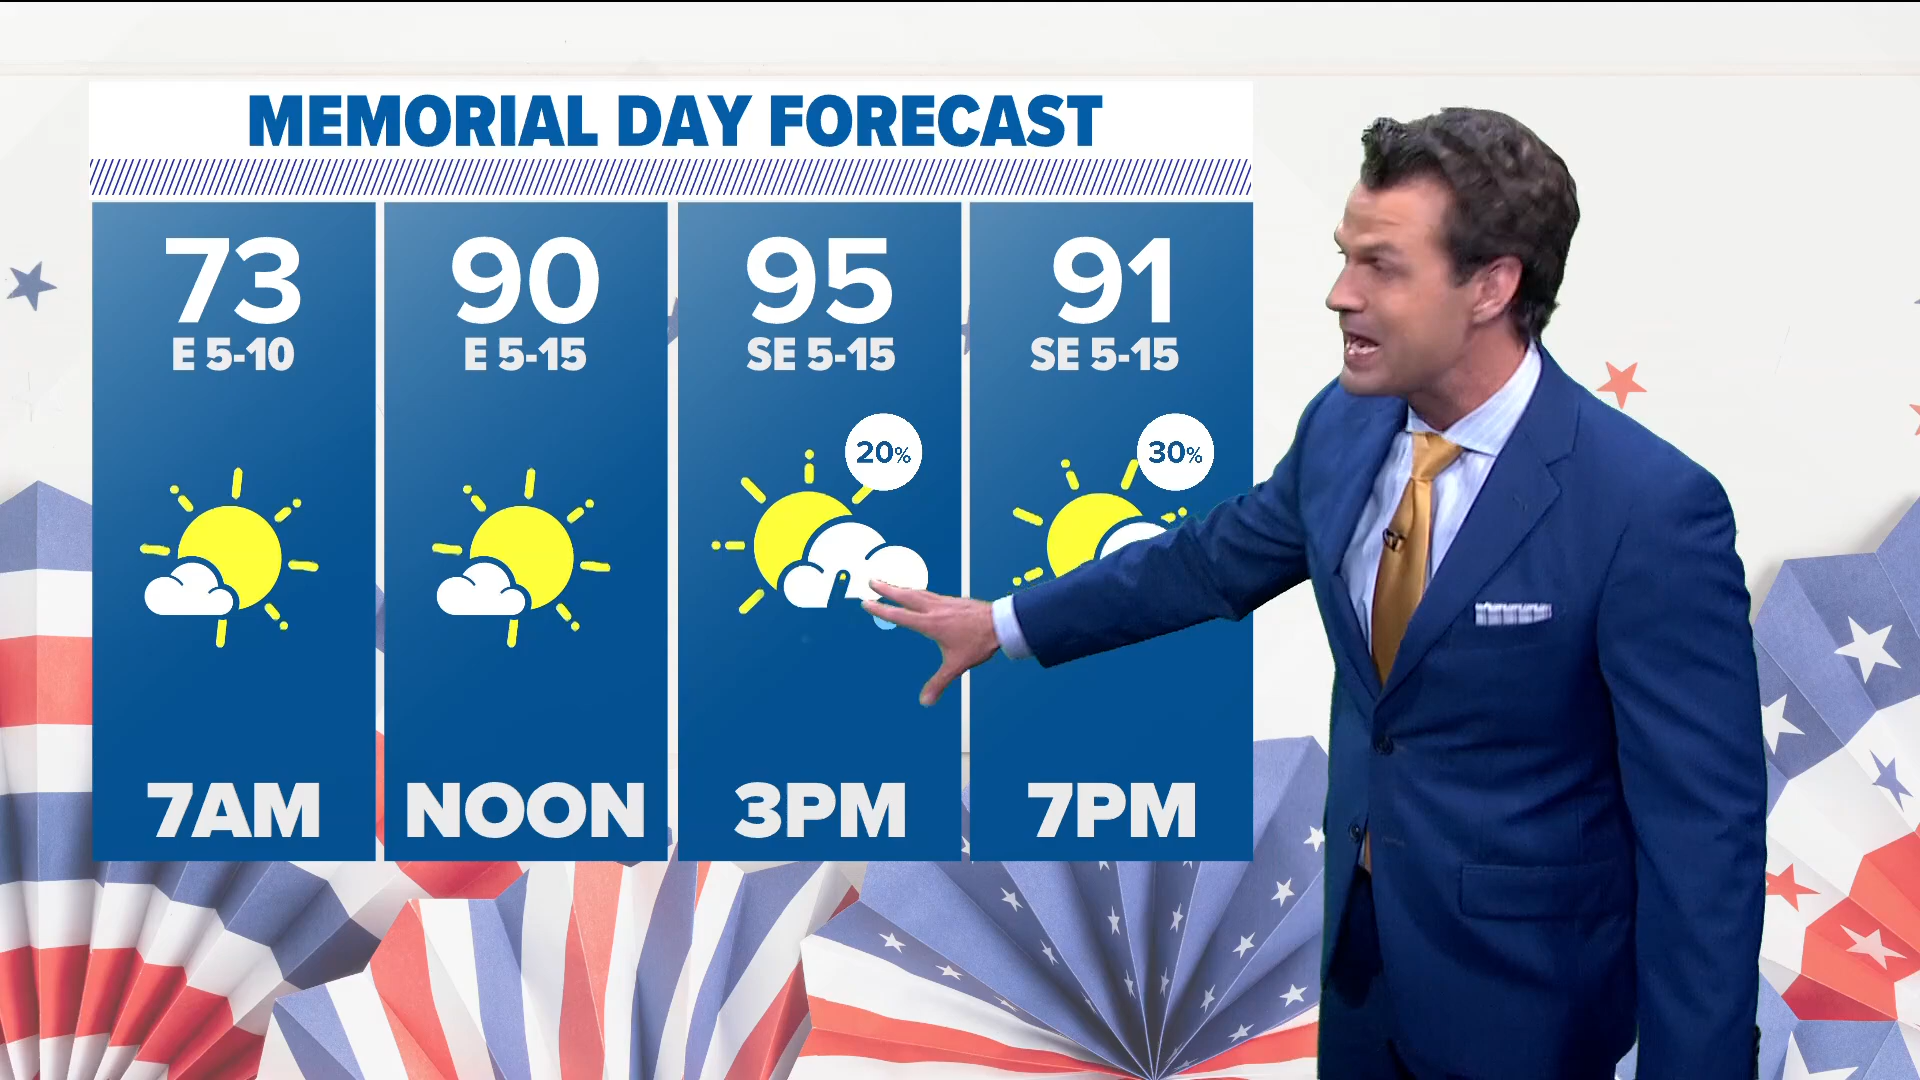 MEMORIAL DAY FORECAST
73
E 5-10
7AM
90
E 5-15
NOON
95
SE 5-15
20%
3PM
91
SE 5-15
30%
7PM